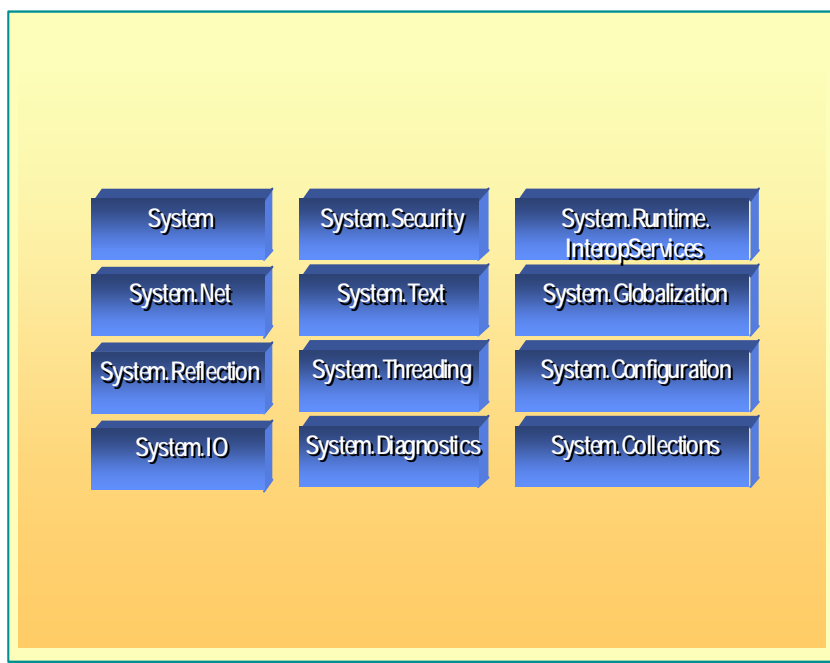 System
System.Security
System.Runtime.
InteropServices
System.Net
System.Text
System.Globalization
System.Reflection
System.Threading
System.Configuration
System.IO
System.Diagnostics
System.Collections